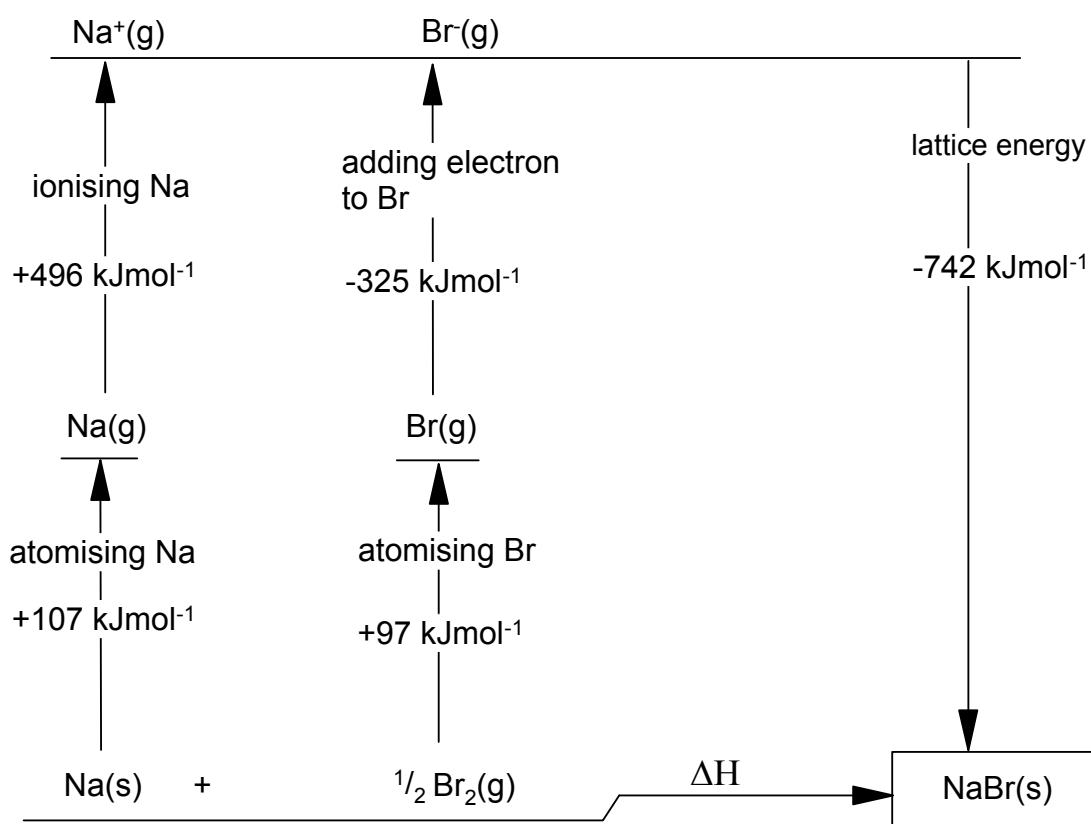 Na⁺(g)
Br⁻(g)
ionising Na
+496 kJmol⁻¹
adding electron
to Br
-325 kJmol⁻¹
lattice energy
-742 kJmol⁻¹
Na(g)
Br(g)
atomising Na
+107 kJmol⁻¹
atomising Br
+97 kJmol⁻¹
Na(s) + ¹/₂ Br₂(g)
ΔH
NaBr(s)